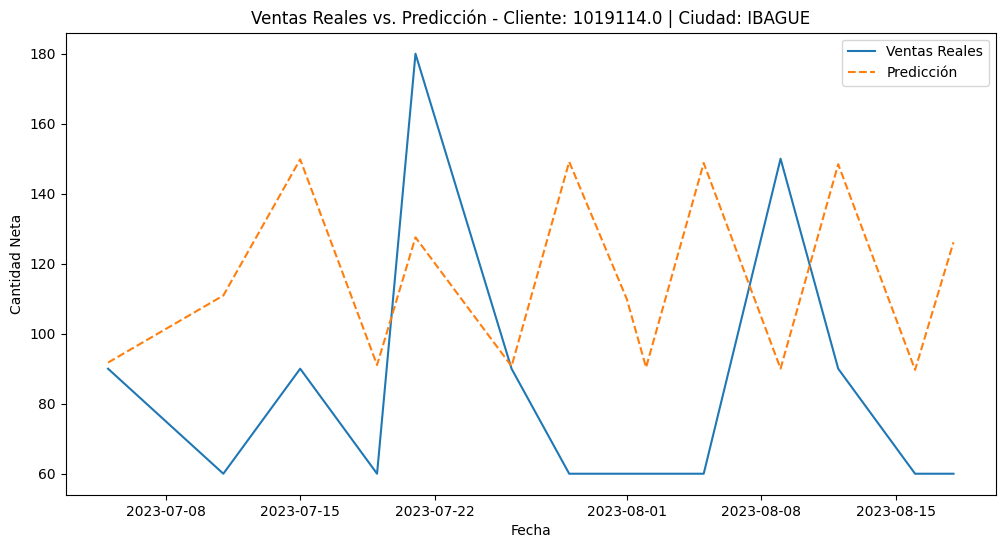 Ventas Reales vs. Predicción - Cliente: 1019114.0 | Ciudad: IBAGUE
Ventas Reales
Predicción
Cantidad Neta
180
160
140
120
100
80
60
2023-07-08
2023-07-15
2023-07-22
2023-08-01
2023-08-08
2023-08-15
Fecha